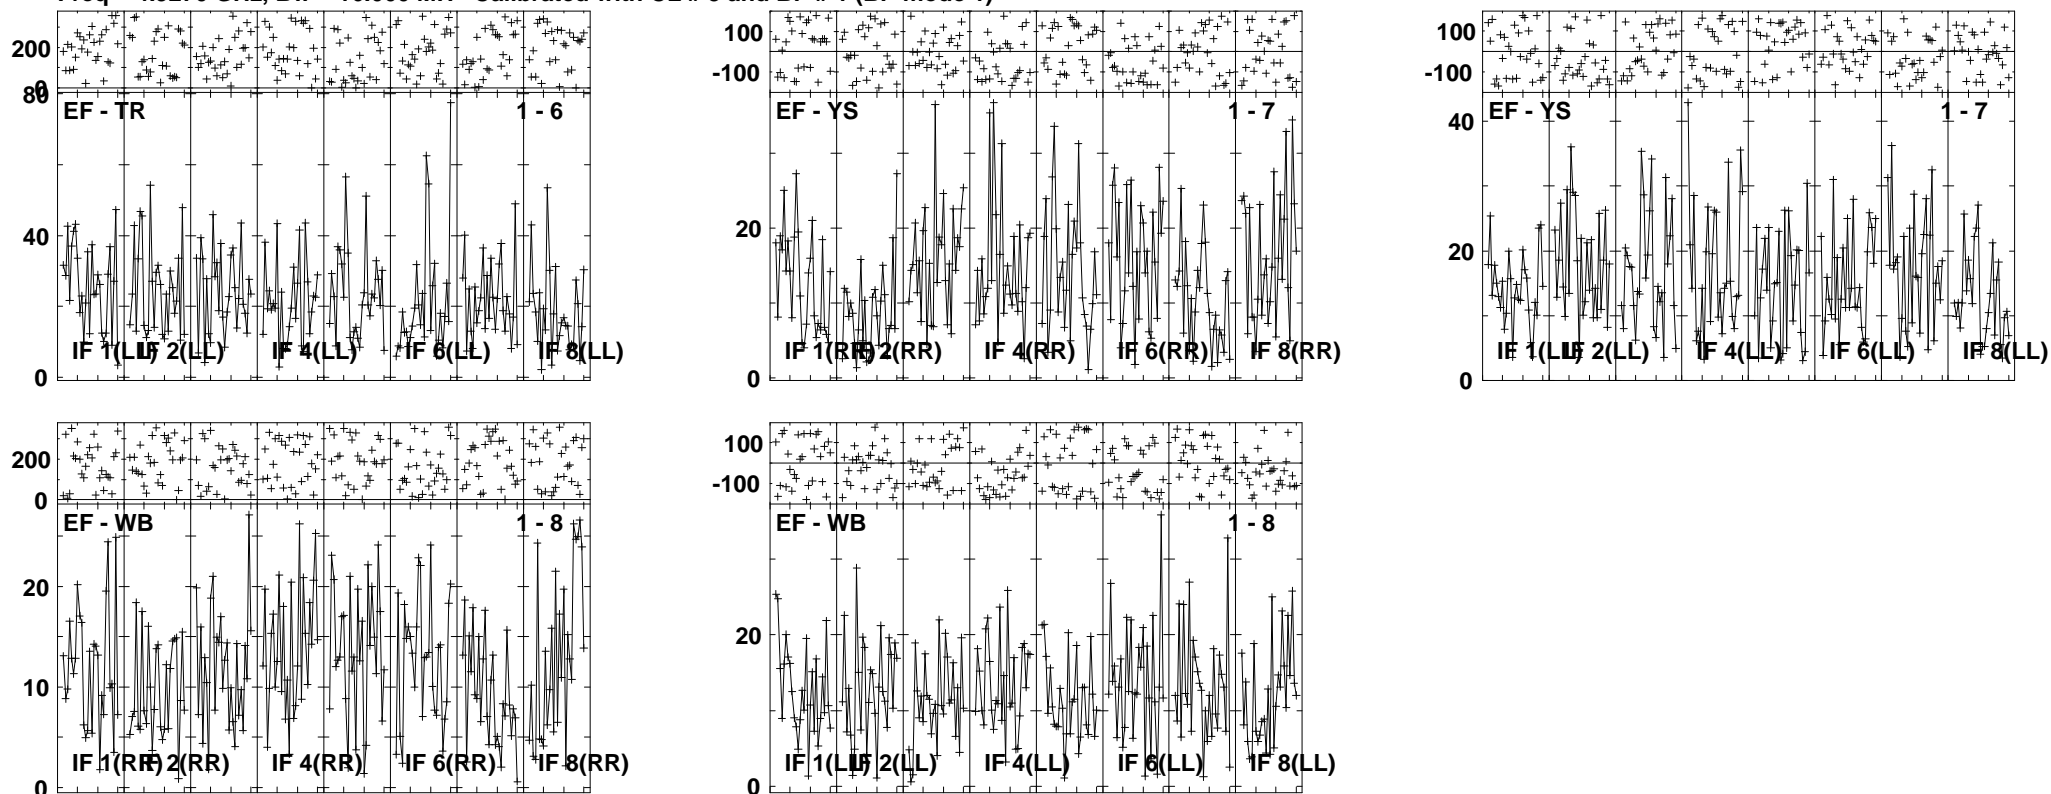 200
0
80
EF - TR
1 - 6
40
IF 1(LL)
IF 2(LL)
IF 4(LL)
IF 6(LL)
IF 8(LL)
0
100
-100
EF - YS
1 - 7
20
IF 1(RR)
IF 2(RR)
IF 4(RR)
IF 6(RR)
IF 8(RR)
0
100
-100
40
EF - YS
1 - 7
20
IF 1(LL)
IF 2(LL)
IF 4(LL)
IF 6(LL)
IF 8(LL)
0
200
0
EF - WB
1 - 8
20
10
IF 1(RR)
IF 2(RR)
IF 4(RR)
IF 6(RR)
IF 8(RR)
0
100
-100
EF - WB
1 - 8
20
IF 1(LL)
IF 2(LL)
IF 4(LL)
IF 6(LL)
IF 8(LL)
0